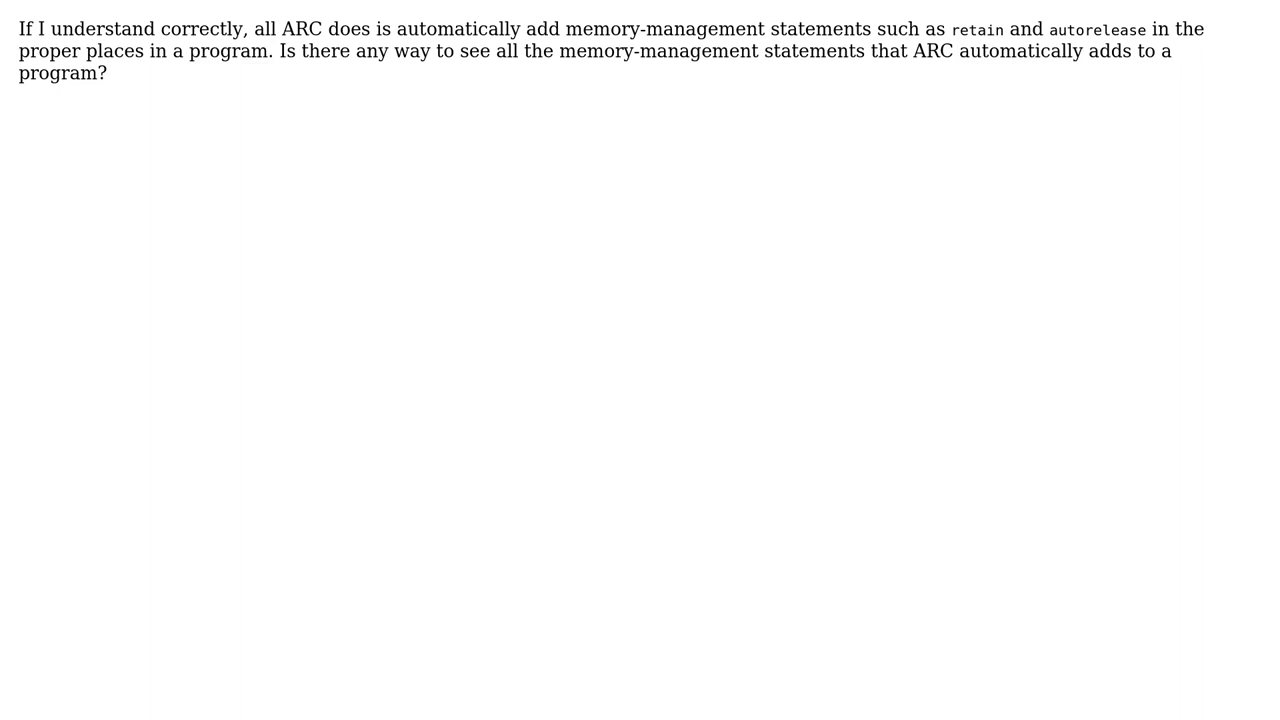 If I understand correctly, all ARC does is automatically add memory-management statements such as retain and autorelease in the
proper places in a program. Is there any way to see all the memory-management statements that ARC automatically adds to a
program?